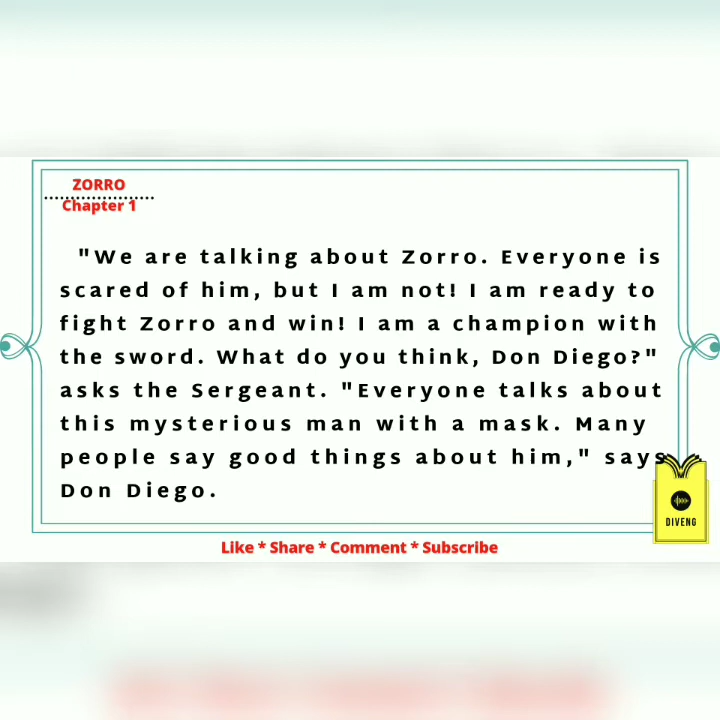 ZORRO
Chapter 1
"We are talking about Zorro. Everyone is
scared of him, but I am not! I am ready to
fight Zorro and win! I am a champion with
the sword. What do you think, Don Diego?"
asks the Sergeant. "Everyone talks about
this mysterious man with a mask. Many
people say good things about him," says
Don Diego.
DIVENG
Like * Share * Comment * Subscribe